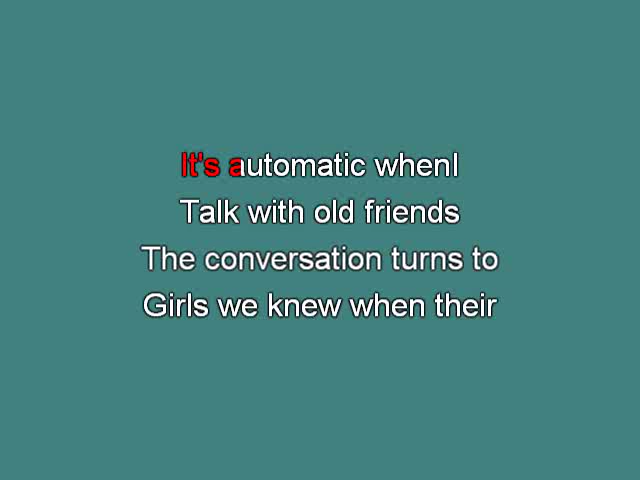 It's automatic whenI
Talk with old friends
The conversation turns to
Girls we knew when their